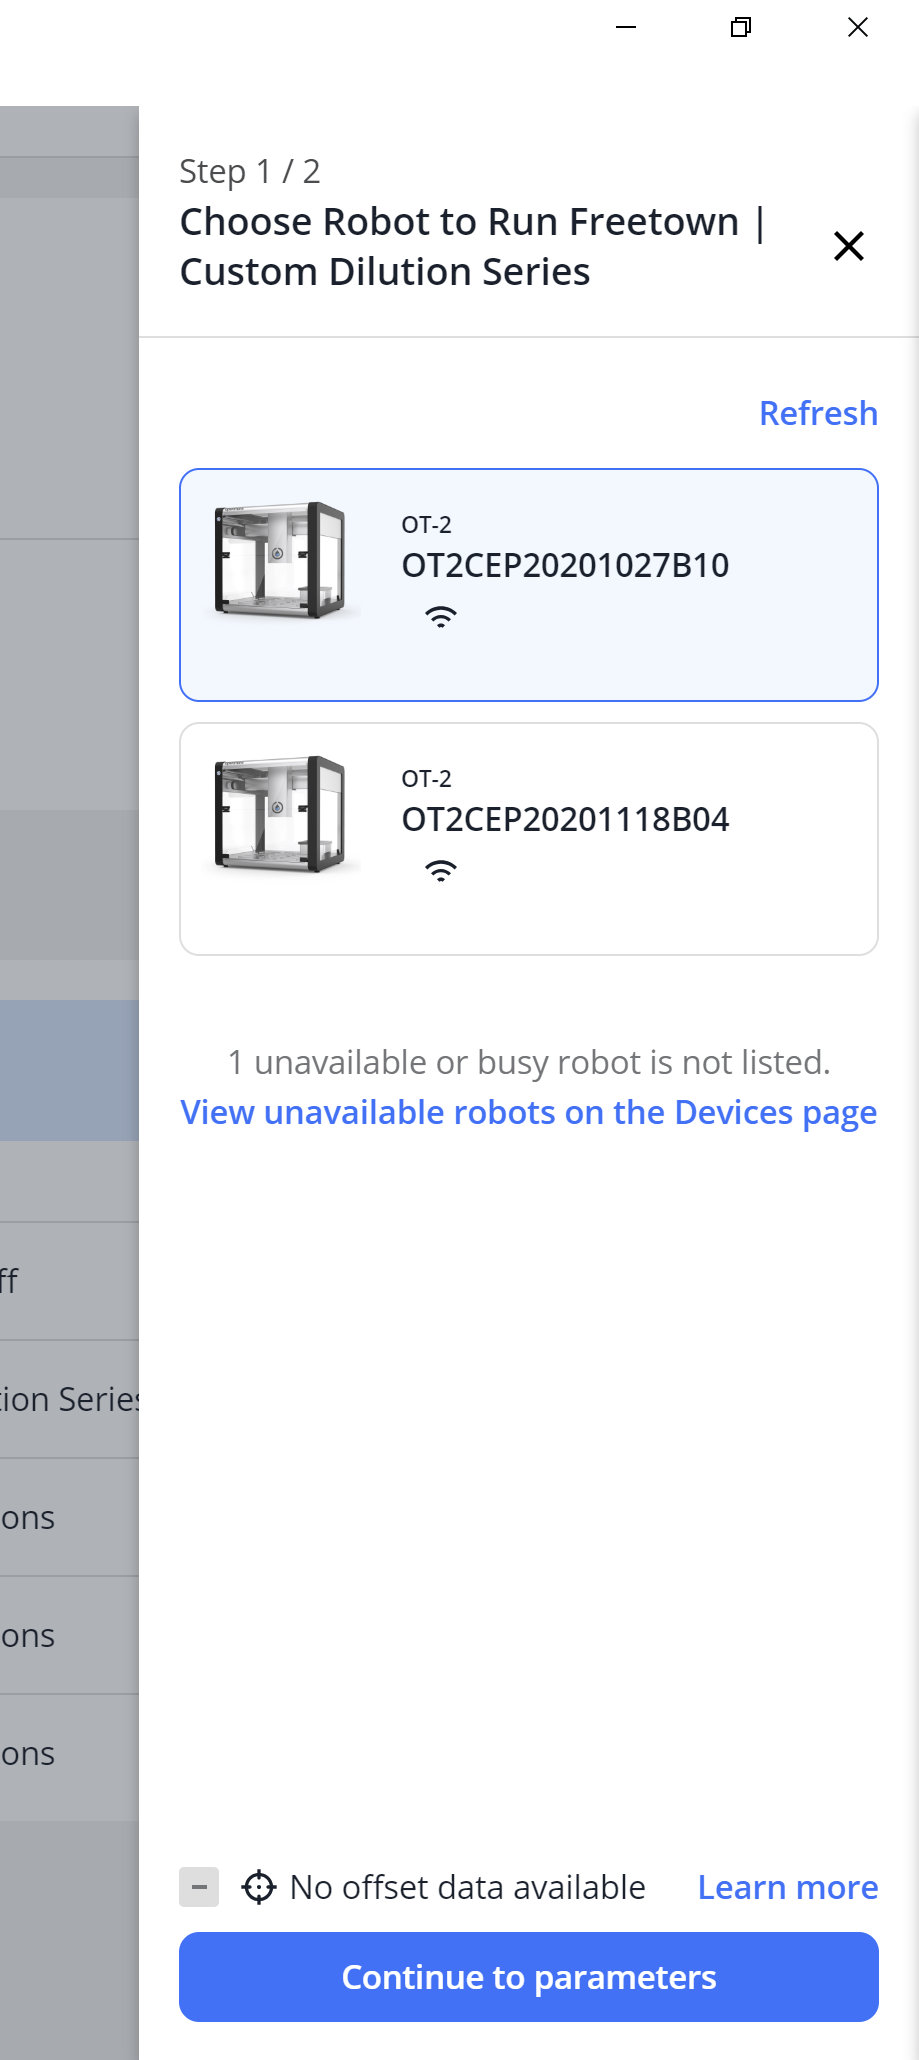 Step 1 / 2
Choose Robot to Run Freetown |
Custom Dilution Series
Refresh
OT-2
OT2CEP20201027B10
OT-2
OT2CEP20201118B04
1 unavailable or busy robot is not listed.
View unavailable robots on the Devices page
ff
tion Series
ons
ons
ons
No offset data available
Learn more
Continue to parameters